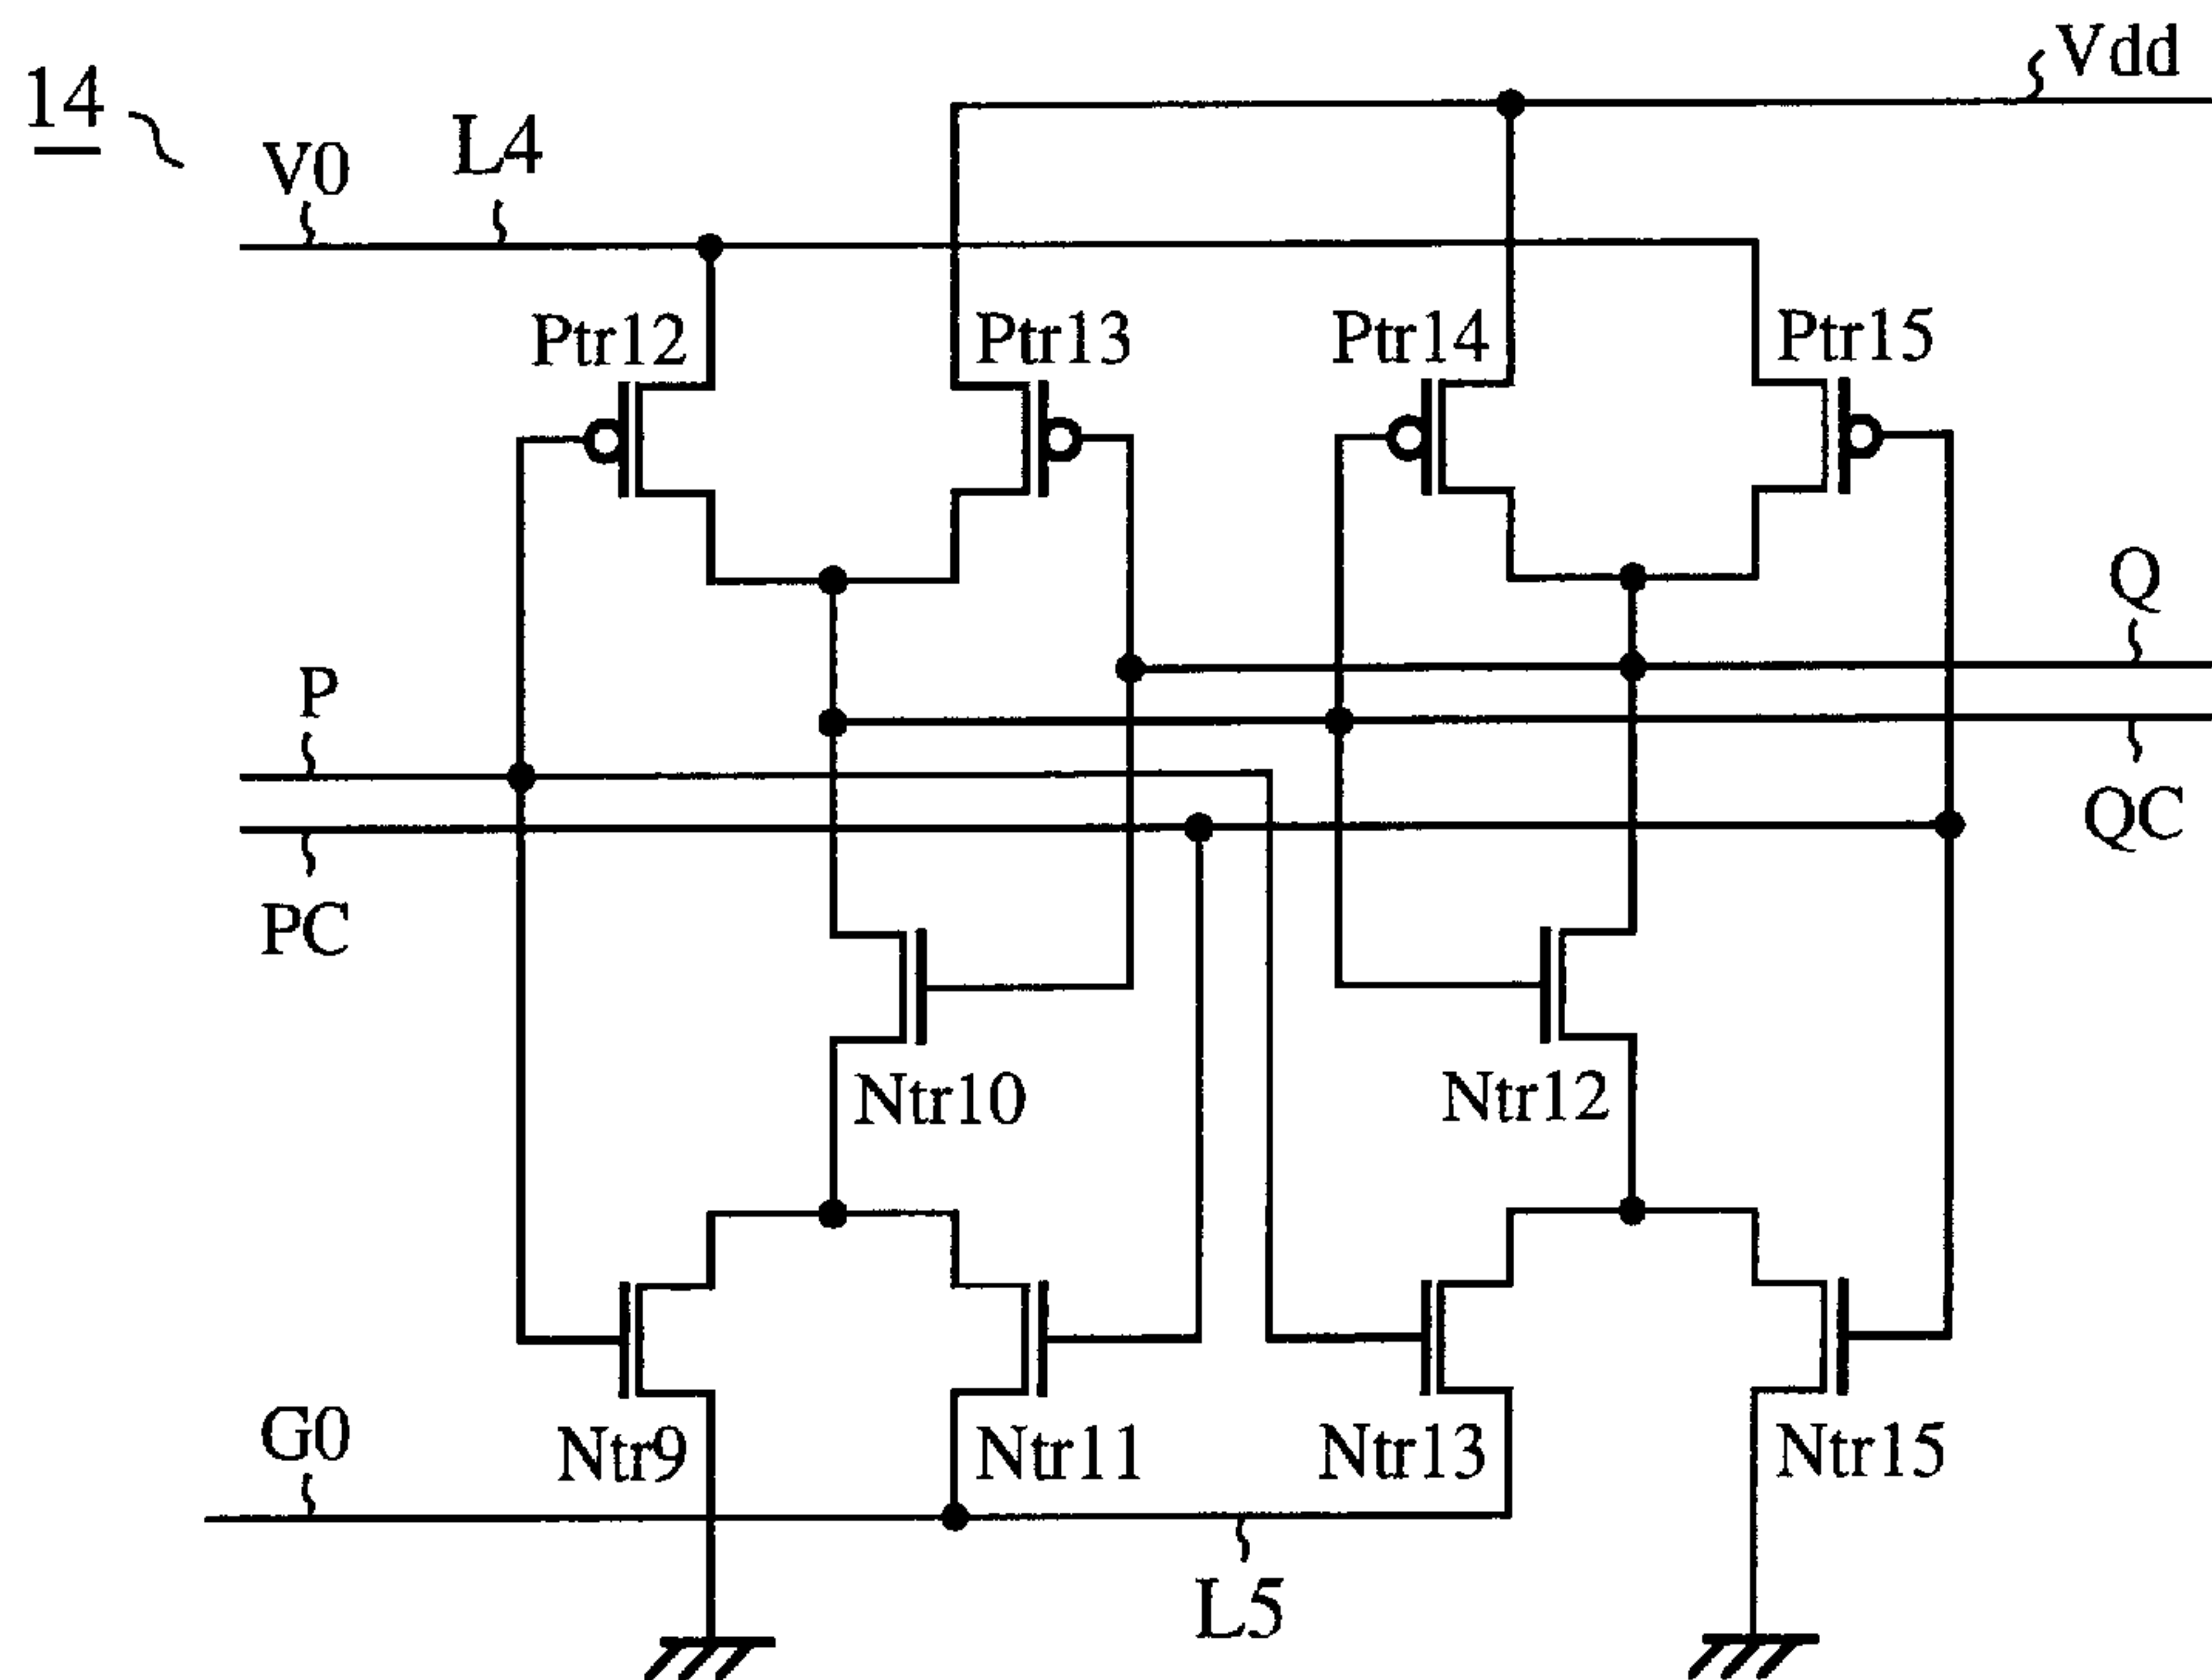 14
Vdd
V0
L4
Ptr12
Ptr13
Ptr14
Ptr15
Q
P
QC
PC
Ntr10
Ntr12
G0
Ntr9
Ntr11
Ntr13
Ntr15
L5